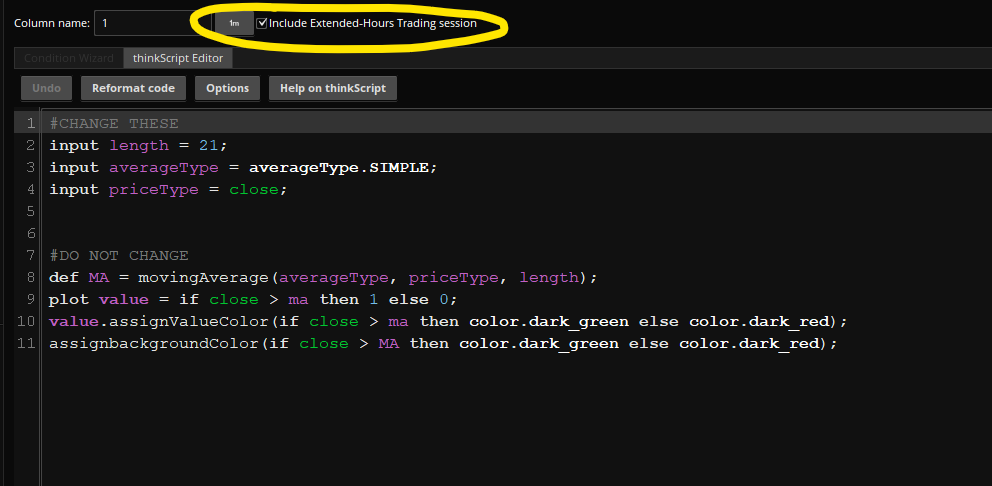 Column name: 1 1m Include Extended-Hours Trading session
Condition Wizard thinkScript Editor
Undo Reformat code Options Help on thinkScript
1 #CHANGE THESE
2 input length = 21;
3 input averageType = averageType.SIMPLE;
4 input priceType = close;
5
6
7 #DO NOT CHANGE
8 def MA = movingAverage(averageType, priceType, length);
9 plot value = if close > ma then 1 else 0;
10 value.assignValueColor(if close > ma then color.dark_green else color.dark_red);
11 assignbackgroundColor(if close > MA then color.dark_green else color.dark_red);